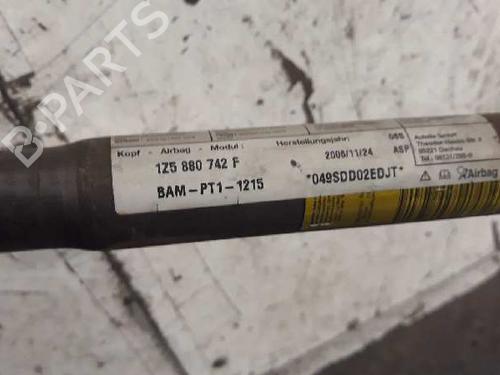 B-PARTS
Kopf - Airbag - Modul:
1Z5 880 742 F
BAM-PT1-1215
Herstellungsjahr:
2006/11/24
*049SDD02EDJT*
ASP
Airbag